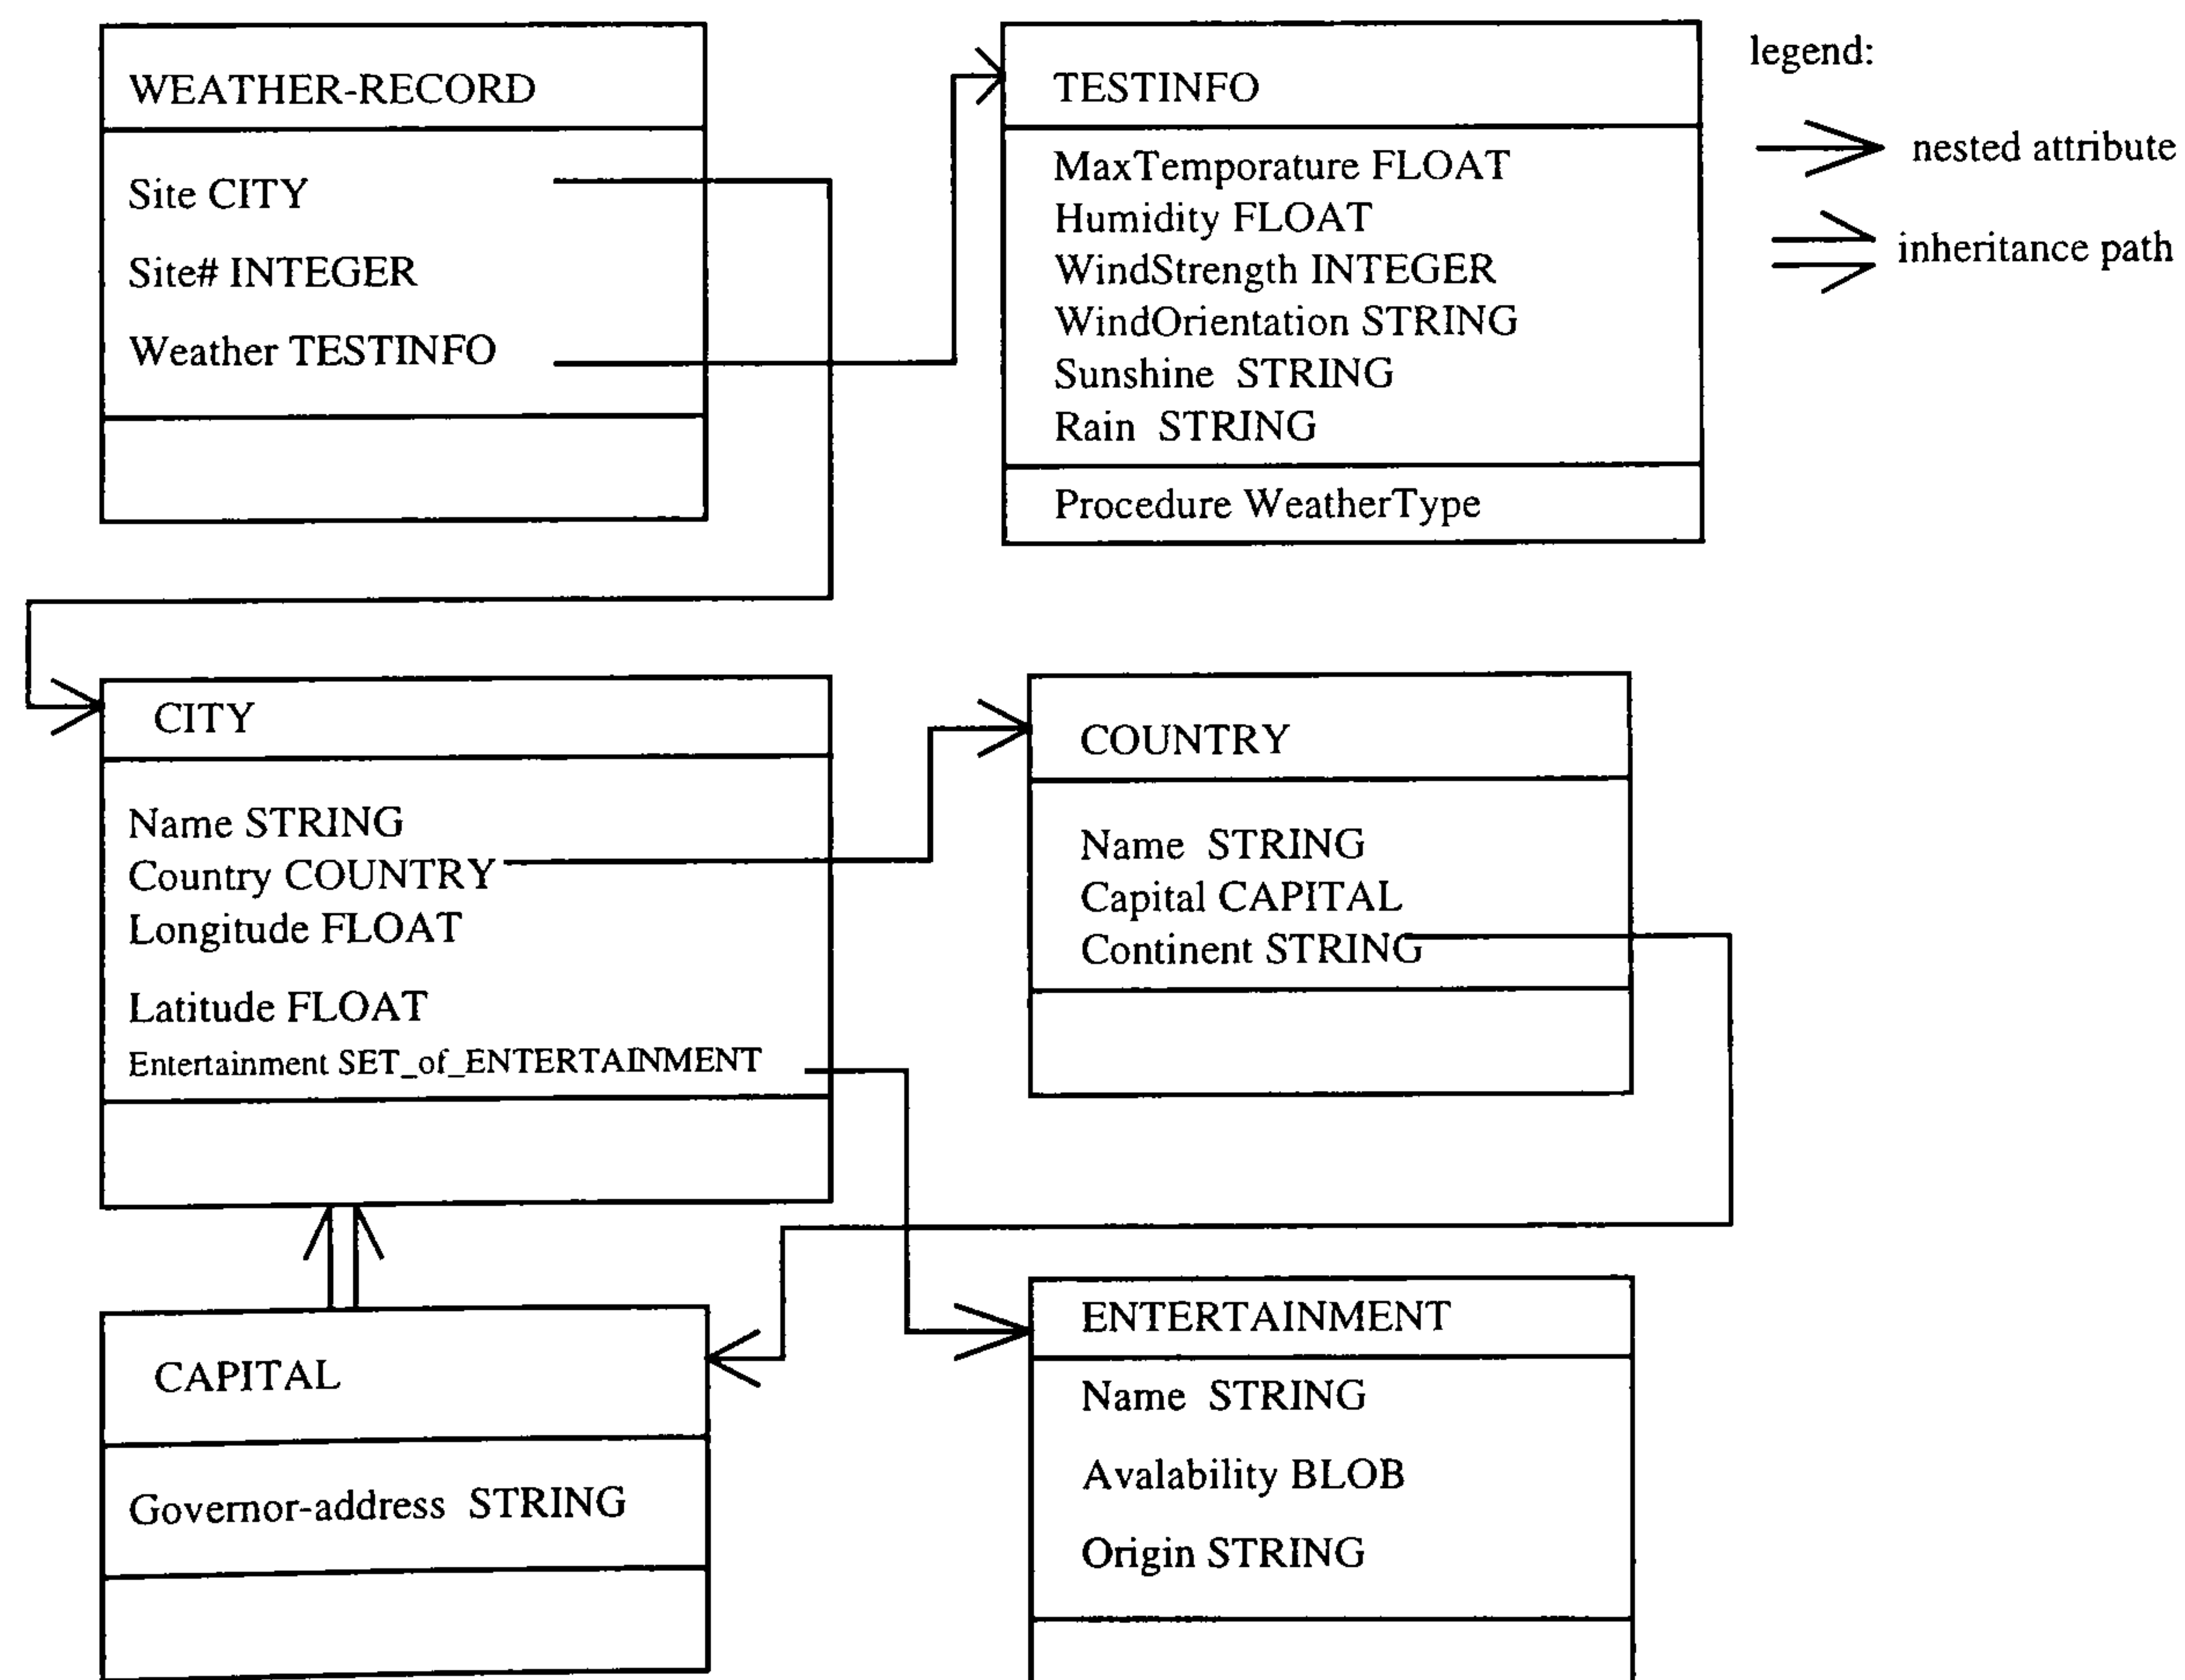 WEATHER-RECORD
Site CITY
Site# INTEGER
Weather TESTINFO
TESTINFO
MaxTemporature FLOAT
Humidity FLOAT
WindStrength INTEGER
WindOrientation STRING
Sunshine STRING
Rain STRING
Procedure WeatherType
legend:
nested attribute
inheritance path
CITY
Name STRING
Country COUNTRY
Longitude FLOAT
Latitude FLOAT
Entertainment SET_of_ENTERTAINMENT
COUNTRY
Name STRING
Capital CAPITAL
Continent STRING
CAPITAL
Governor-address STRING
ENTERTAINMENT
Name STRING
Avalability BLOB
Origin STRING